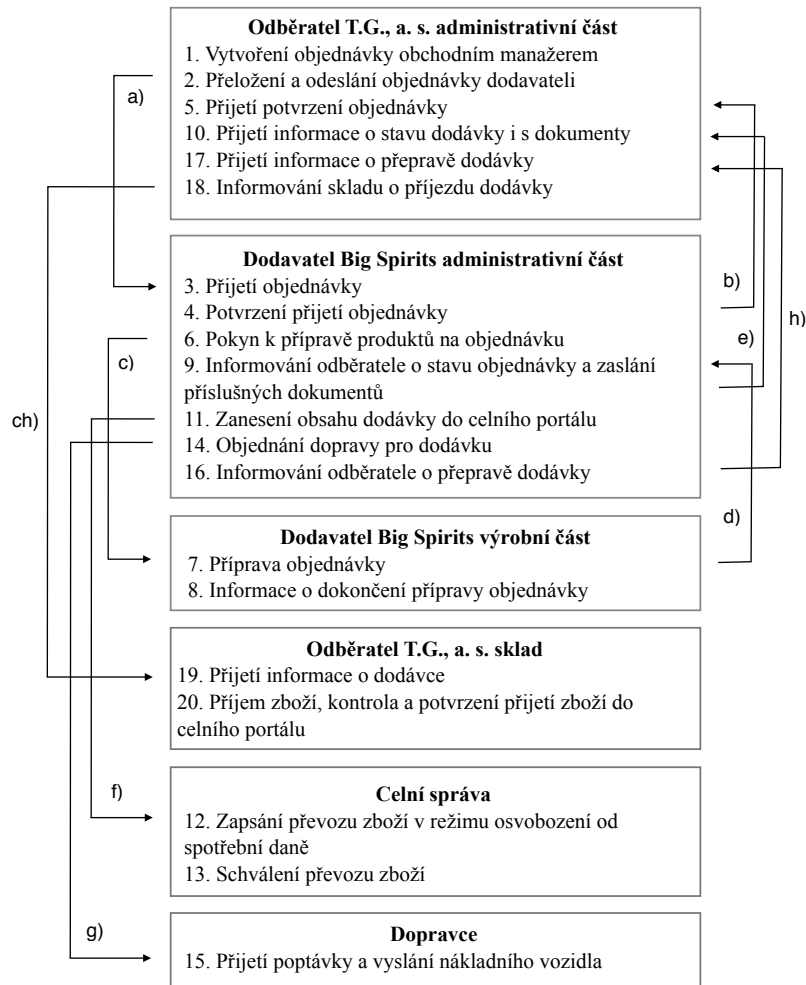 Odběratel T.G., a. s. administrativní část
1. Vytvoření objednávky obchodním manažerem
2. Přeložení a odeslání objednávky dodavateli
5. Přijetí potvrzení objednávky
10. Přijetí informace o stavu dodávky i s dokumenty
17. Přijetí informace o přepravě dodávky
18. Informování skladu o příjezdu dodávky
a)
Dodavatel Big Spirits administrativní část
3. Přijetí objednávky
4. Potvrzení přijetí objednávky
6. Pokyn k přípravě produktů na objednávku
9. Informování odběratele o stavu objednávky a zaslání
příslušných dokumentů
11. Zanesení obsahu dodávky do celního portálu
14. Objednání dopravy pro dodávku
16. Informování odběratele o přepravě dodávky
b)
h)
e)
c)
ch)
d)
Dodavatel Big Spirits výrobní část
7. Příprava objednávky
8. Informace o dokončení přípravy objednávky
Odběratel T.G., a. s. sklad
19. Přijetí informace o dodávce
20. Příjem zboží, kontrola a potvrzení přijetí zboží do
celního portálu
f)
Celní správa
12. Zapsání převozu zboží v režimu osvobození od
spotřební daně
13. Schválení převozu zboží
g)
Dopravce
15. Přijetí poptávky a vyslání nákladního vozidla